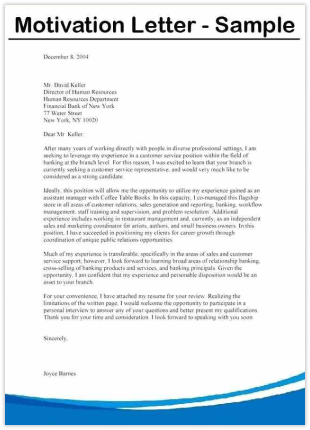 Motivation Letter - Sample
December 8, 2004
Mr. David Keller
Director of Human Resources
Human Resources Department
Financial Bank of New York
77 Water Street
New York, NY 10020
Dear Mr. Keller:
After many years of working directly with people in diverse professional settings, I am
seeking to leverage my experience in a customer service position within the field of
banking at the branch level. For this reason, I was excited to learn that your branch is
currently seeking a customer service representative, and would very much like to be
considered as a strong candidate.
Ideally, this position will allow me the opportunity to utilize my experience gained as an
assistant manager with Coffee Table Books. In this capacity, I co-managed this flagship
store in all areas of customer relations, sales generation and reporting, banking, workflow
management, staff training and supervision, and problem resolution. Additional
experience includes working in restaurant management and, currently, as an independent
sales and marketing coordinator for artists, authors, and small business owners. In this
position, I have succeeded in positioning my clients for career growth through
coordination of unique public relations opportunities.
Much of my experience is transferable, specifically in the areas of sales and customer
service support; however, I look forward to learning broad areas of relationship banking,
cross-selling of banking products and services, and banking principals. Given the
opportunity, I am confident that my experience and personable disposition would be an
asset to your branch.
For your convenience, I have attached my resume for your review. Realizing the
limitations of the written page, I would welcome the opportunity to participate in a
personal interview to answer any of your questions and better present my qualifications.
Thank you for your time and consideration. I look forward to speaking with you soon.
Sincerely,
Joyce Barnes